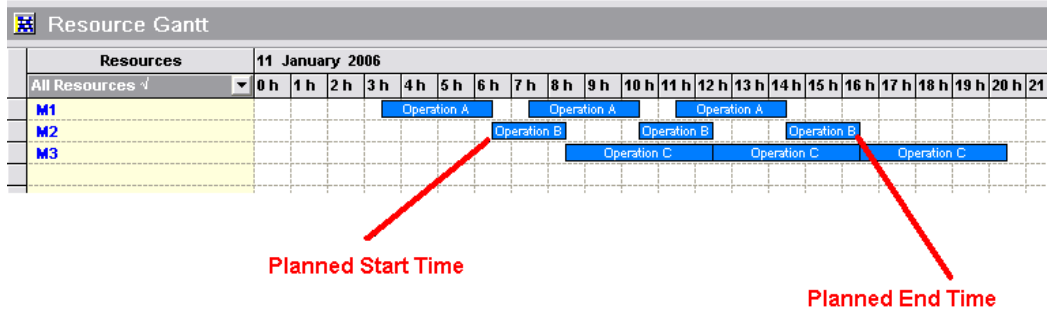 Resource Gantt
Resources 11 January 2006
All Resources √ 0 h 1 h 2 h 3 h 4 h 5 h 6 h 7 h 8 h 9 h 10 h 11 h 12 h 13 h 14 h 15 h 16 h 17 h 18 h 19 h 20 h 21
M1 Operation A Operation A Operation A
M2 Operation B Operation B Operation B
M3 Operation C Operation C Operation C
Planned Start Time
Planned End Time